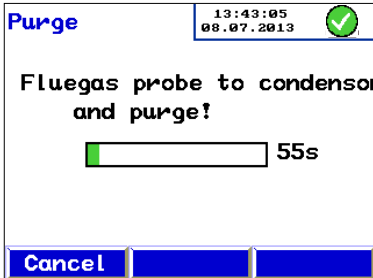 Purge
13:43:05
08.07.2013
Fluegas probe to condensor
and purge!
55s
Cancel